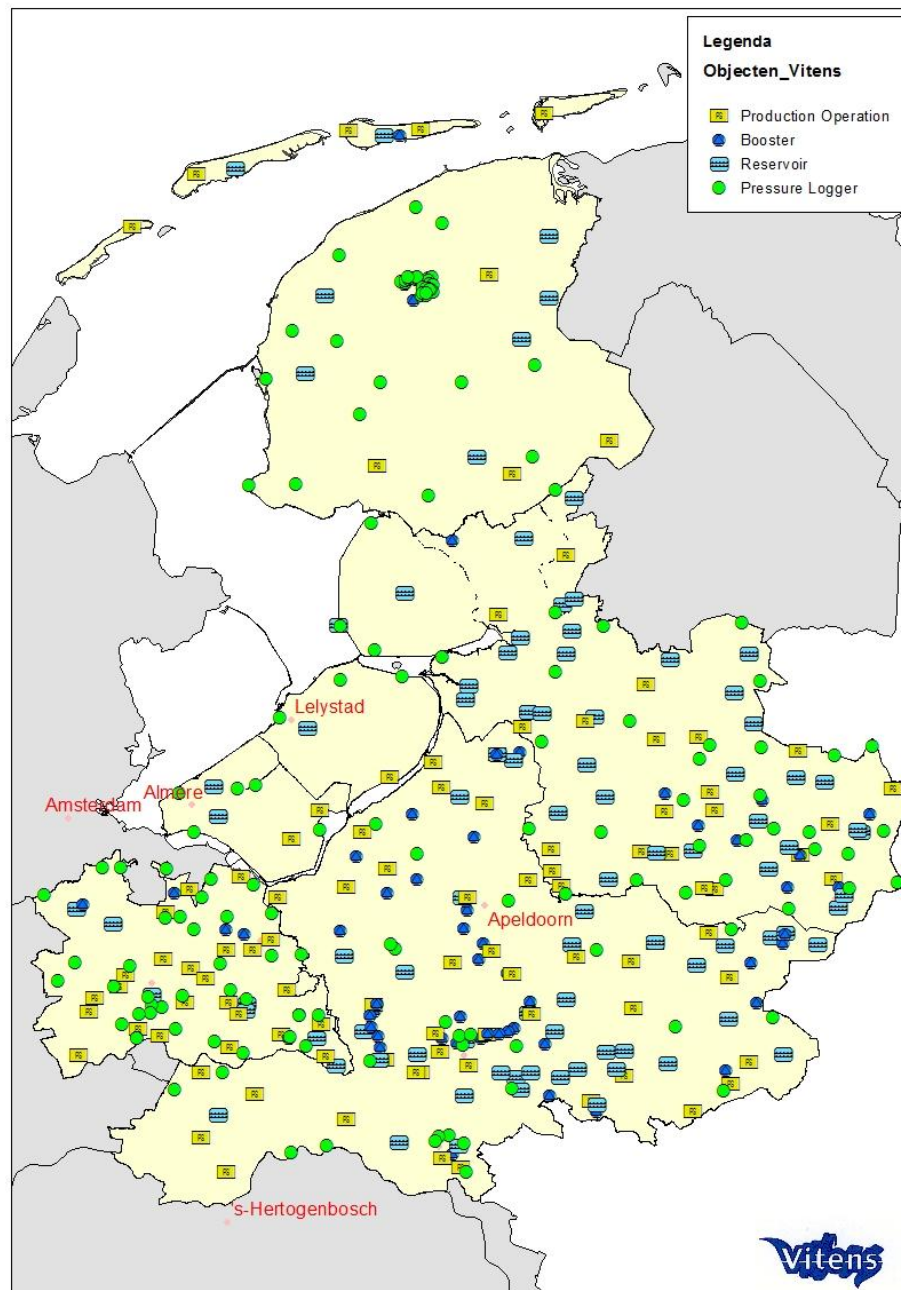 Legenda
Objecten_Vitens
Production Operation
Booster
Reservoir
Pressure Logger
Lelystad
Almere
Amsterdam
Apeldoorn
's-Hertogenbosch
Vitens